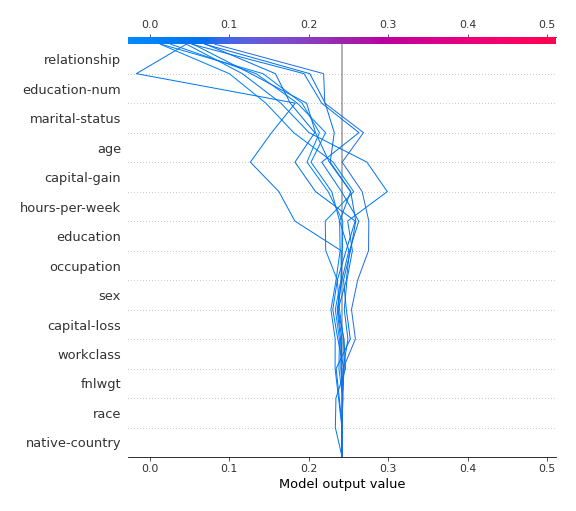 0.0 0.1 0.2 0.3 0.4 0.5
relationship
education-num
marital-status
age
capital-gain
hours-per-week
education
occupation
sex
capital-loss
workclass
fnlwgt
race
native-country
0.0 0.1 0.2 0.3 0.4 0.5
Model output value